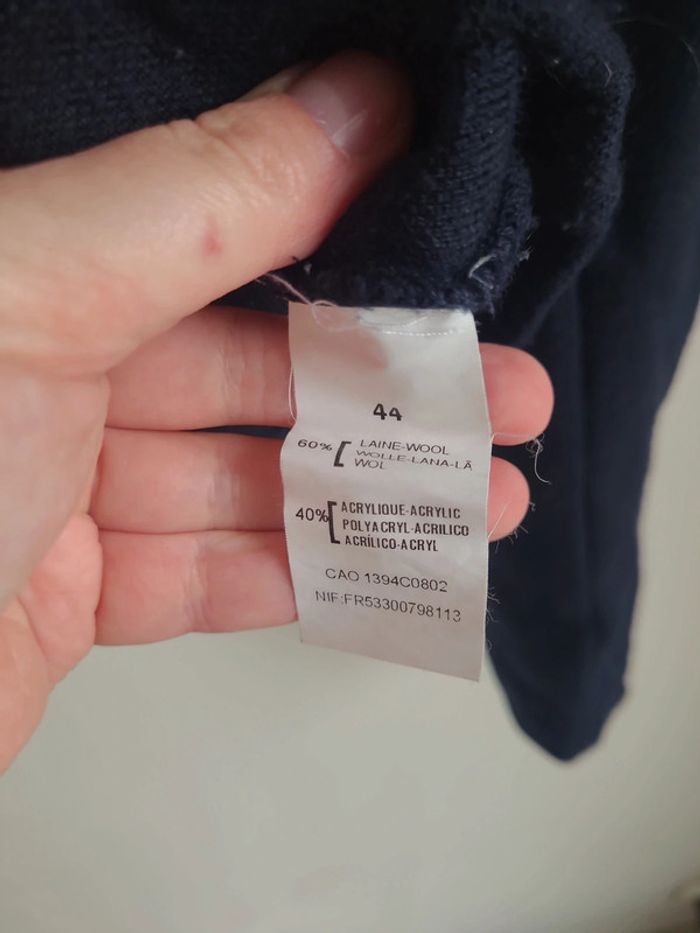 44
60% [ LAINE-WOOL
WOLLE-LANA-LÃ
WOL
40% [ ACRYLIQUE-ACRYLIC
POLYACRYL-ACRILICO
ACRÍLICO-ACRYL
CAO 1394C0802
NIF:FR53300798113